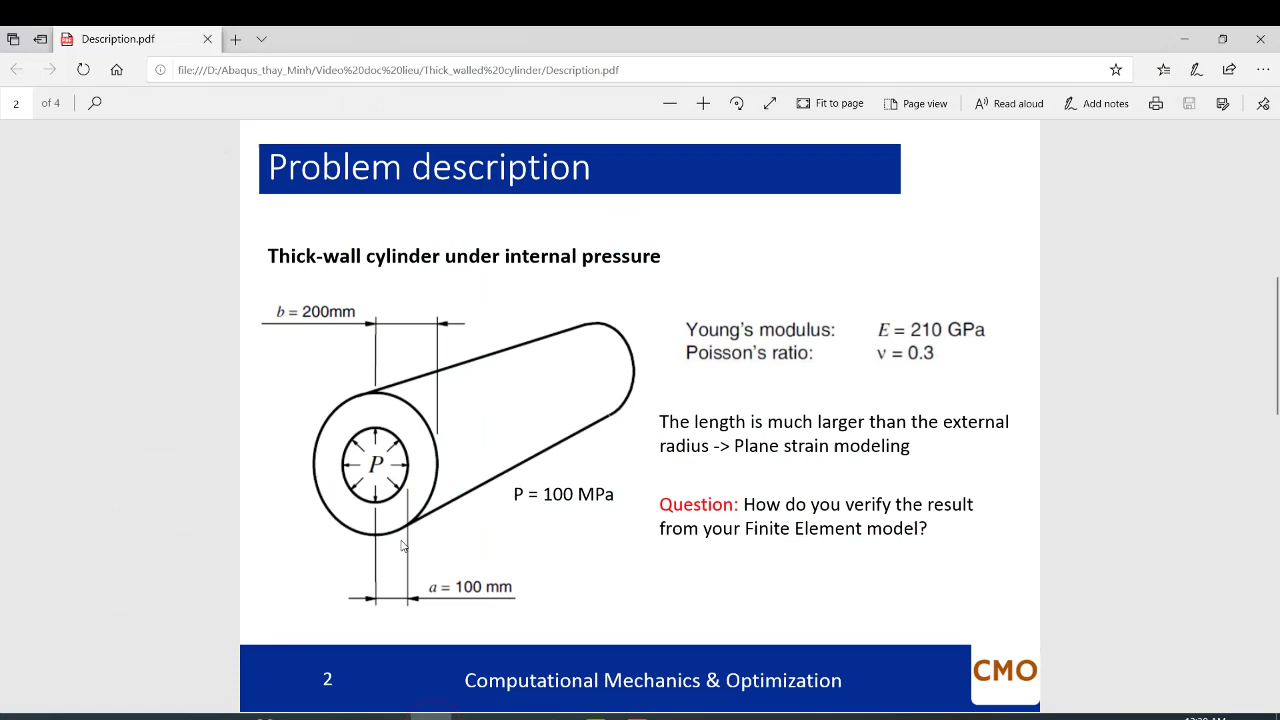 Description.pdf
file:///D:/Abaqus_thay_Minh/Video%20doc%20lieu/Thick_walled%20cylinder/Description.pdf
2 of 4
Fit to page
Page view
Read aloud
Add notes
Problem description
Thick-wall cylinder under internal pressure
b = 200mm
Young's modulus: E = 210 GPa
Poisson's ratio: ν = 0.3
The length is much larger than the external
radius -> Plane strain modeling
P
P = 100 MPa
Question: How do you verify the result
from your Finite Element model?
a = 100 mm
2
Computational Mechanics & Optimization
CMO